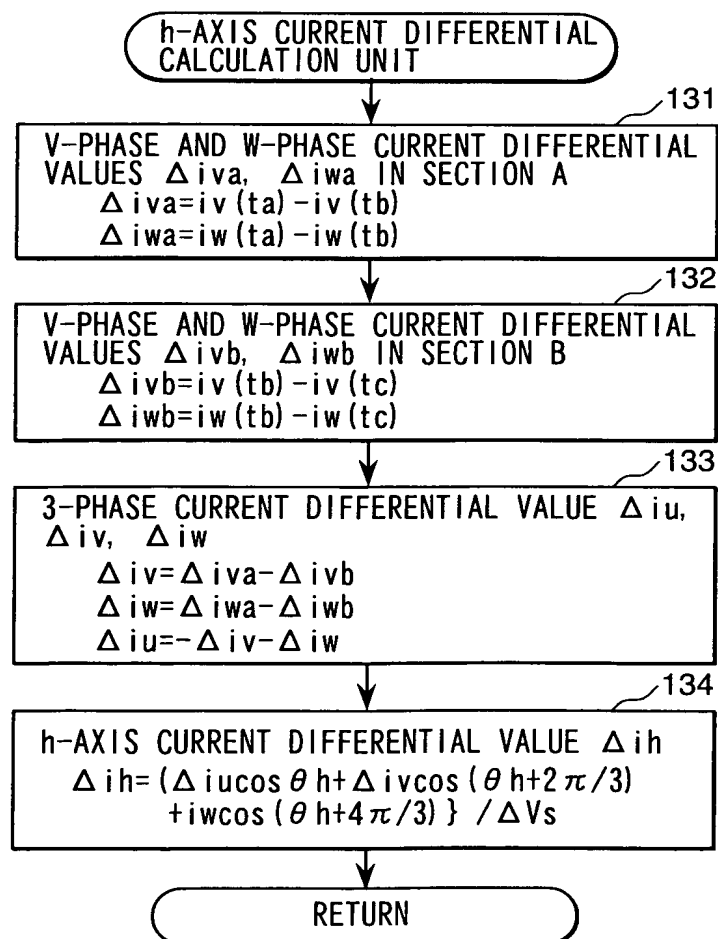 h-AXIS CURRENT DIFFERENTIAL
CALCULATION UNIT
131
V-PHASE AND W-PHASE CURRENT DIFFERENTIAL
VALUES Δiva, Δiwa IN SECTION A
Δiva=iv(ta)-iv(tb)
Δiwa=iw(ta)-iw(tb)
132
V-PHASE AND W-PHASE CURRENT DIFFERENTIAL
VALUES Δivb, Δiwb IN SECTION B
Δivb=iv(tb)-iv(tc)
Δiwb=iw(tb)-iw(tc)
133
3-PHASE CURRENT DIFFERENTIAL VALUE Δiu,
Δiv, Δiw
Δiv=Δiva-Δivb
Δiw=Δiwa-Δiwb
Δiu=-Δiv-Δiw
134
h-AXIS CURRENT DIFFERENTIAL VALUE Δih
Δih=(Δiucosθh+Δivcos(θh+2π/3)
+iwcos(θh+4π/3)}/ΔVs
RETURN